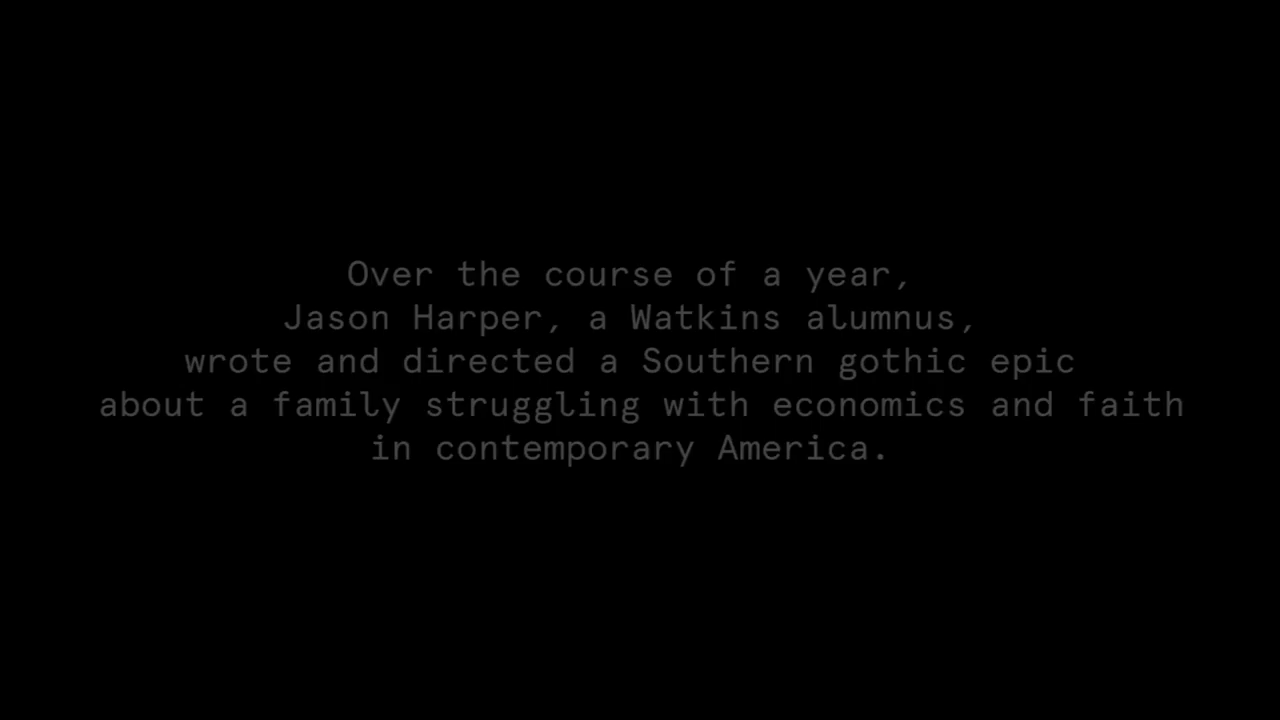 Over the course of a year,
Jason Harper, a Watkins alumnus,
wrote and directed a Southern gothic epic
about a family struggling with economics and faith
in contemporary America.